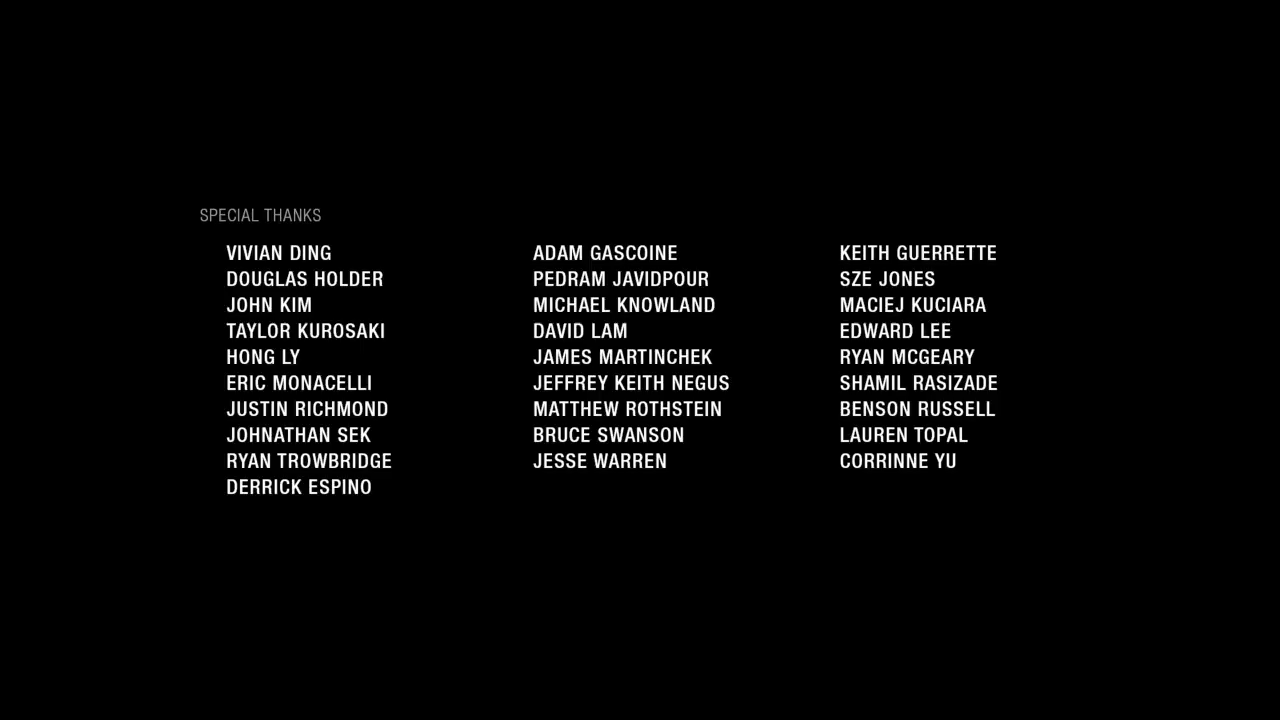 SPECIAL THANKS
VIVIAN DING
DOUGLAS HOLDER
JOHN KIM
TAYLOR KUROSAKI
HONG LY
ERIC MONACELLI
JUSTIN RICHMOND
JOHNATHAN SEK
RYAN TROWBRIDGE
DERRICK ESPINO
ADAM GASCOINE
PEDRAM JAVIDPOUR
MICHAEL KNOWLAND
DAVID LAM
JAMES MARTINCHEK
JEFFREY KEITH NEGUS
MATTHEW ROTHSTEIN
BRUCE SWANSON
JESSE WARREN
KEITH GUERRETTE
SZE JONES
MACIEJ KUCIARA
EDWARD LEE
RYAN MCGEARY
SHAMIL RASIZADE
BENSON RUSSELL
LAUREN TOPAL
CORRINNE YU